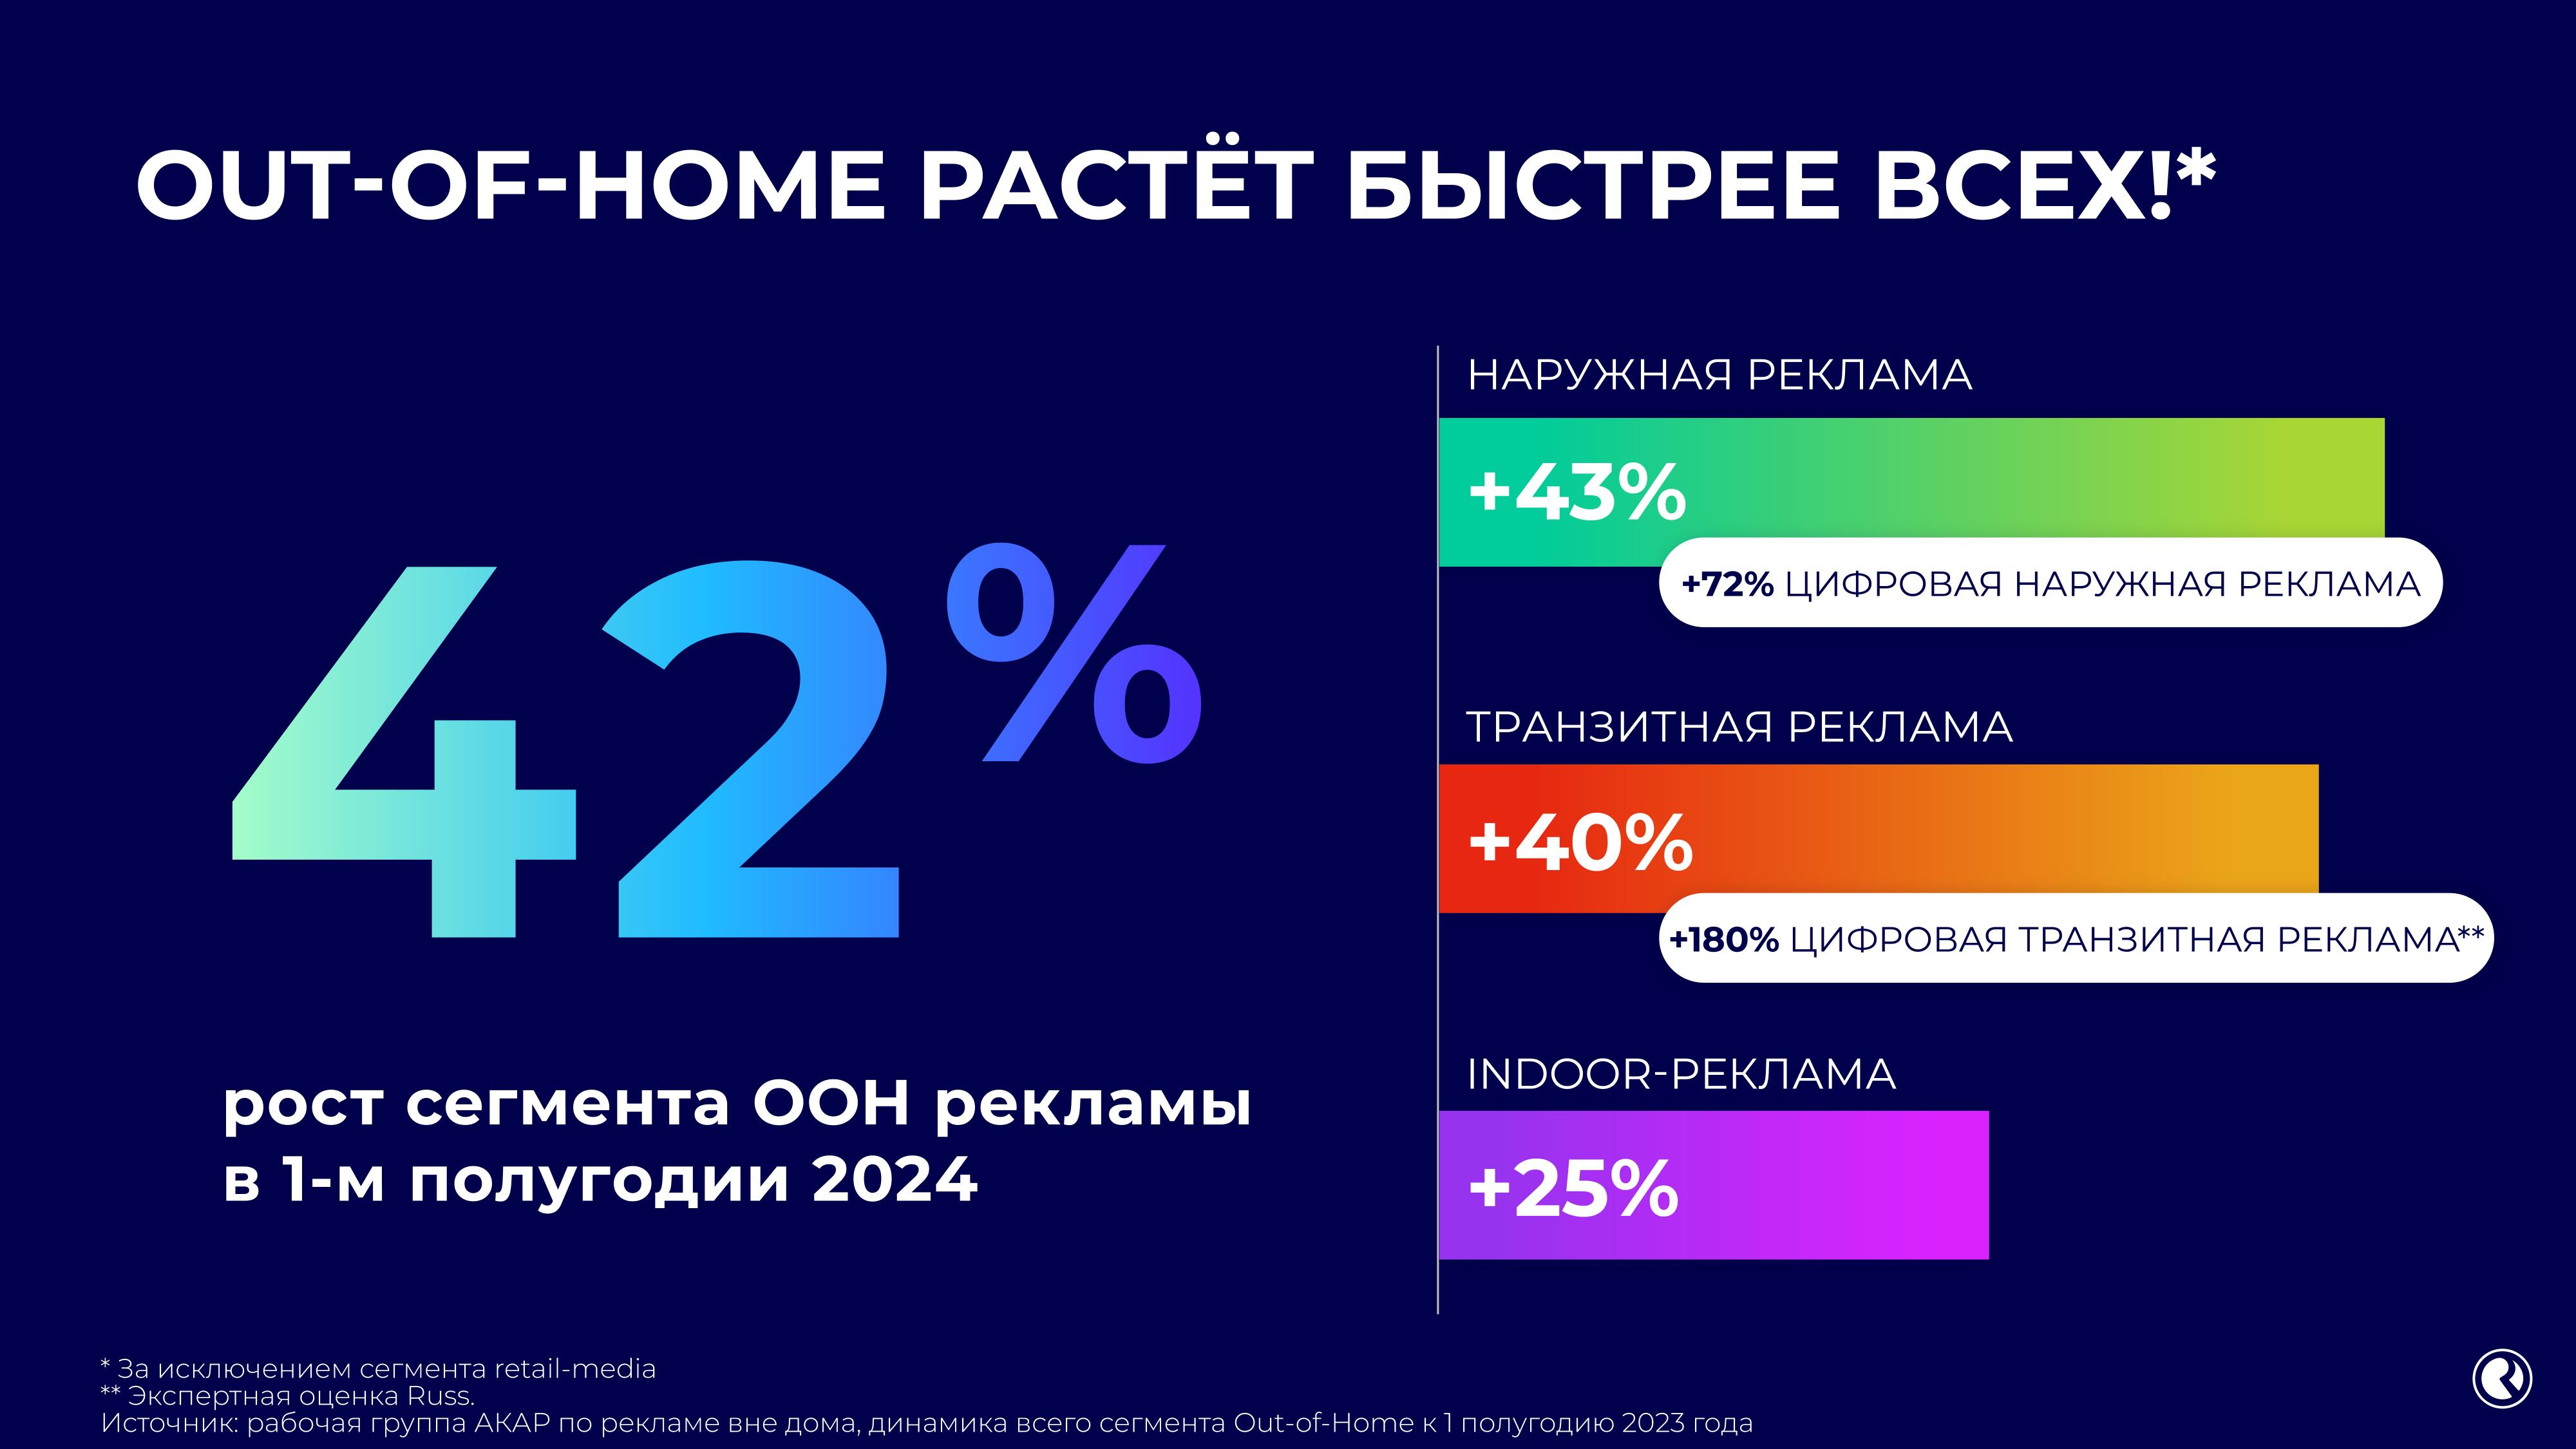 OUT-OF-HOME РАСТЁТ БЫСТРЕЕ ВСЕХ!*
42%
рост сегмента OOH рекламы
в 1-м полугодии 2024
НАРУЖНАЯ РЕКЛАМА
+43%
+72% ЦИФРОВАЯ НАРУЖНАЯ РЕКЛАМА
ТРАНЗИТНАЯ РЕКЛАМА
+40%
+180% ЦИФРОВАЯ ТРАНЗИТНАЯ РЕКЛАМА**
INDOOR-РЕКЛАМА
+25%
* За исключением сегмента retail-media
** Экспертная оценка Russ.
Источник: рабочая группа АКАР по рекламе вне дома, динамика всего сегмента Out-of-Home к 1 полугодию 2023 года